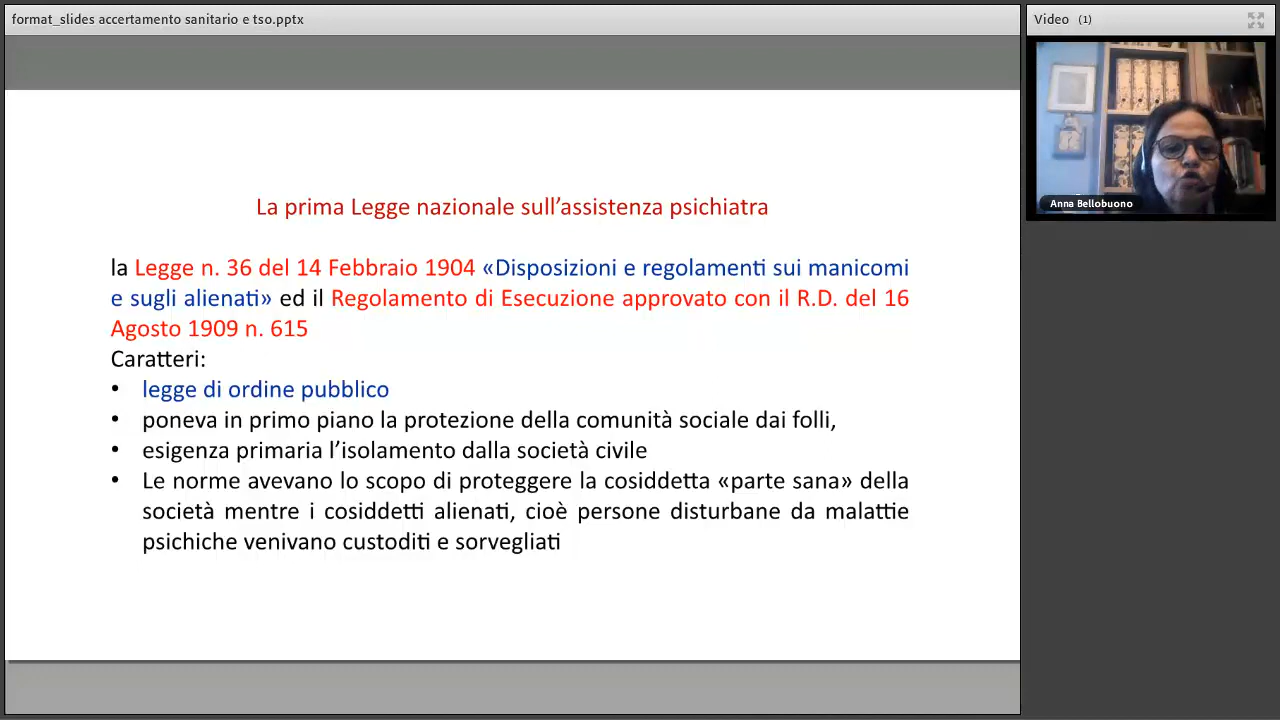 format_slides accertamento sanitario e tso.pptx
Video (1)
Anna Bellobuono
La prima Legge nazionale sull’assistenza psichiatra
la Legge n. 36 del 14 Febbraio 1904 «Disposizioni e regolamenti sui manicomi
e sugli alienati» ed il Regolamento di Esecuzione approvato con il R.D. del 16
Agosto 1909 n. 615
Caratteri:
• legge di ordine pubblico
• poneva in primo piano la protezione della comunità sociale dai folli,
• esigenza primaria l’isolamento dalla società civile
• Le norme avevano lo scopo di proteggere la cosiddetta «parte sana» della
società mentre i cosiddetti alienati, cioè persone disturbane da malattie
psichiche venivano custoditi e sorvegliati